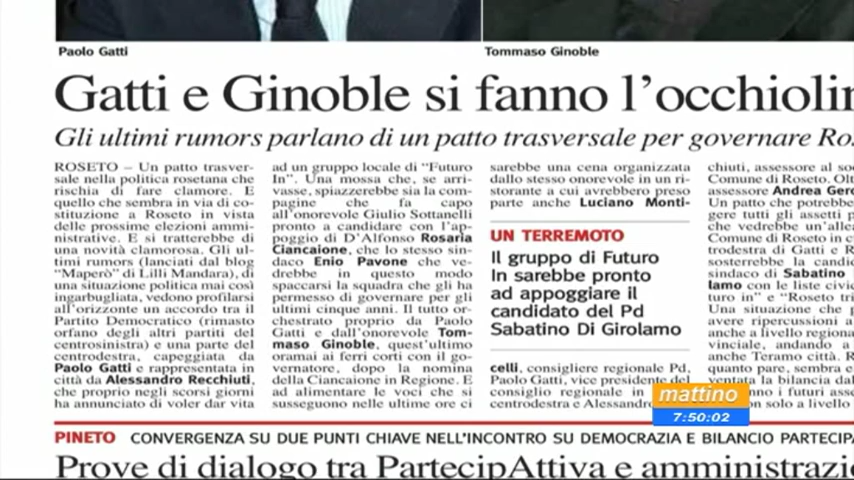 Paolo Gatti
Tommaso Ginoble
Gatti e Ginoble si fanno l'occhiolin
Gli ultimi rumors parlano di un patto trasversale per governare Ros
ROSETO – Un patto trasver-
sale nella politica rosetana che
rischia di fare clamore. E
quello che sembra in via di co-
stituzione a Roseto in vista
delle prossime elezioni ammi-
nistrative. E si tratterebbe di
una novità clamorosa. Gli ul-
timi rumors (lanciati dal blog
"Maperò" di Lilli Mandara), di
una situazione mai così
ingarbugliata, vedono profilarsi
all'orizzonte un accordo tra il
Partito Democratico (rimasto
orfano degli altri partiti del
centrosinistra) e una parte del
centrodestra, capeggiata da
Paolo Gatti e rappresentata in
città da Alessandro Recchiuti,
che proprio negli scorsi giorni
ha annunciato di voler dar vita
ad un gruppo locale di "Futuro
In". Una mossa che, se arri-
vasse, spiazzerebbe sia la com-
pagine che fa capo
all'onorevole Giulio Sottanelli
pronto a candidare con l'ap-
poggio di D'Alfonso Rosaria
Ciancaione, che lo stesso sin-
daco Enio Pavone che ve-
drebbe in questo modo
spaccarsi la squadra che gli ha
permesso di governare per gli
ultimi cinque anni. Il tutto or-
chestrato proprio da Paolo
Gatti e dall'onorevole Tom-
maso Ginoble, quest'ultimo
oramai ai ferri corti con il go-
vernatore, dopo la nomina
della Ciancaione in Regione. E
ad alimentare le voci che si
susseguono nelle ultime ore ci
sarebbe una cena organizzata
dallo stesso onorevole in un ri-
storante a cui avrebbero preso
parte anche Luciano Monti-
UN TERREMOTO
Il gruppo di Futuro
In sarebbe pronto
ad appoggiare il
candidato del Pd
Sabatino Di Girolamo
celli, consigliere regionale Pd,
Paolo Gatti, vice presidente del
consiglio regionale in
centrodestra e Alessandro
chiuti, assessore al so
Comune di Roseto. Olt
assessore Andrea Gero
Un patto che potrebbe
gere tutti gli assetti p
che vedrebbe un'allea
Comune di Roseto in c
trodestra di Gatti e R
sosterrebbe la candid
sindaco di Sabatino
lamo con le liste civic
turo in" e "Roseto tri
Una situazione che p
avere ripercussioni a
anche a livello regiona
vinciale, andando a
anche Teramo città. R
quanto pare, sembra e
ventata la bilancia dal
no i futuri asse
on solo a livello
mattino
7:50:02
PINETO CONVERGENZA SU DUE PUNTI CHIAVE NELL'INCONTRO SU DEMOCRAZIA E BILANCIO PARTECIPA
Prove di dialogo tra PartecipAttiva e amministrazio